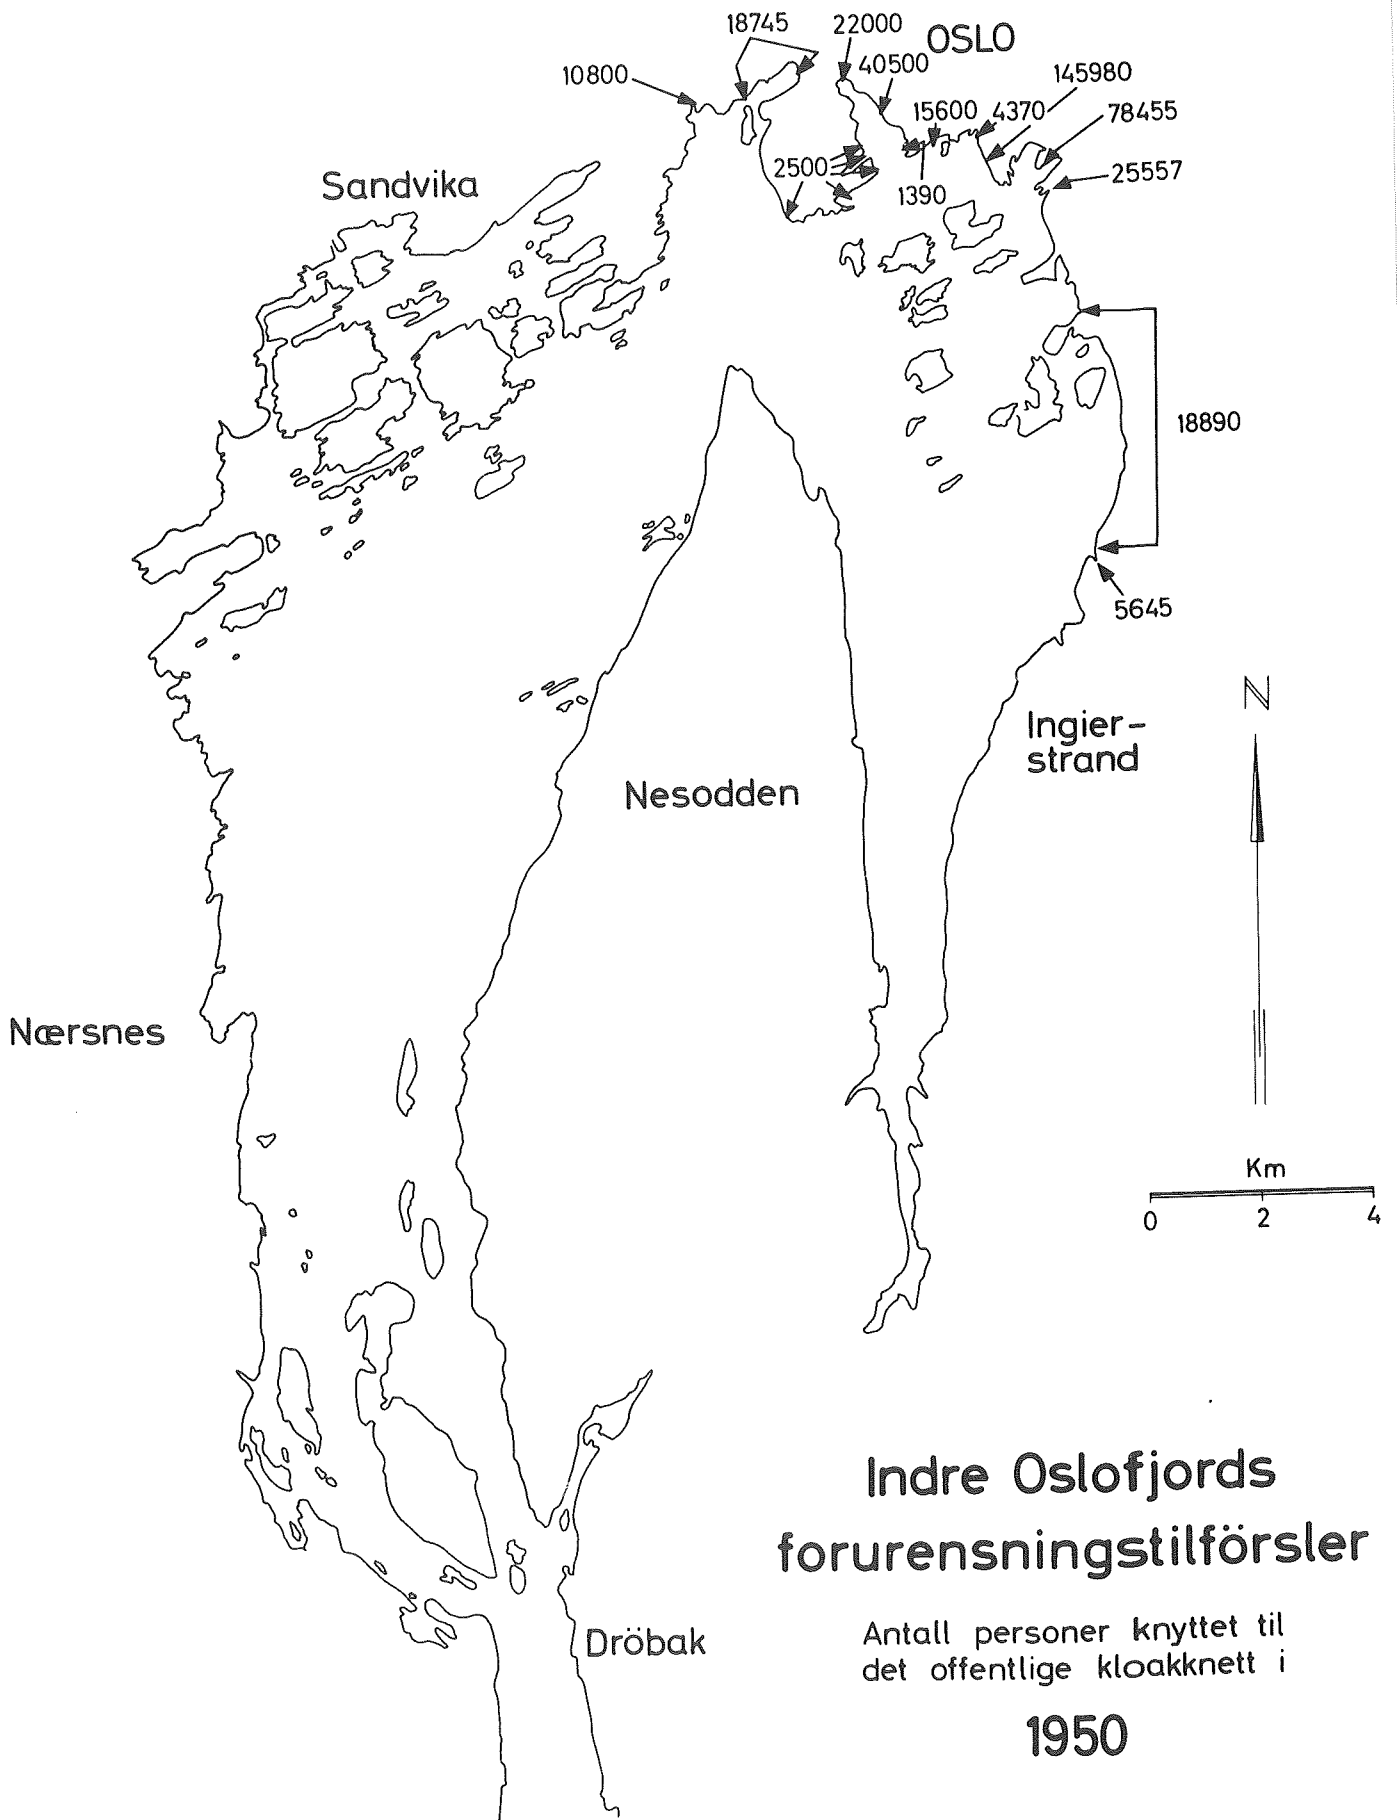 18745
22000
OSLO
10800
40500
145980
15600
4370
78455
2500
1390
25557
Sandvika
18890
5645
N
Ingier-
strand
Nesodden
Nærsnes
Km
0 2 4
Indre Oslofjords
forurensningstilförsler
Antall personer knyttet til
det offentlige kloakknett i
1950
Dröbak